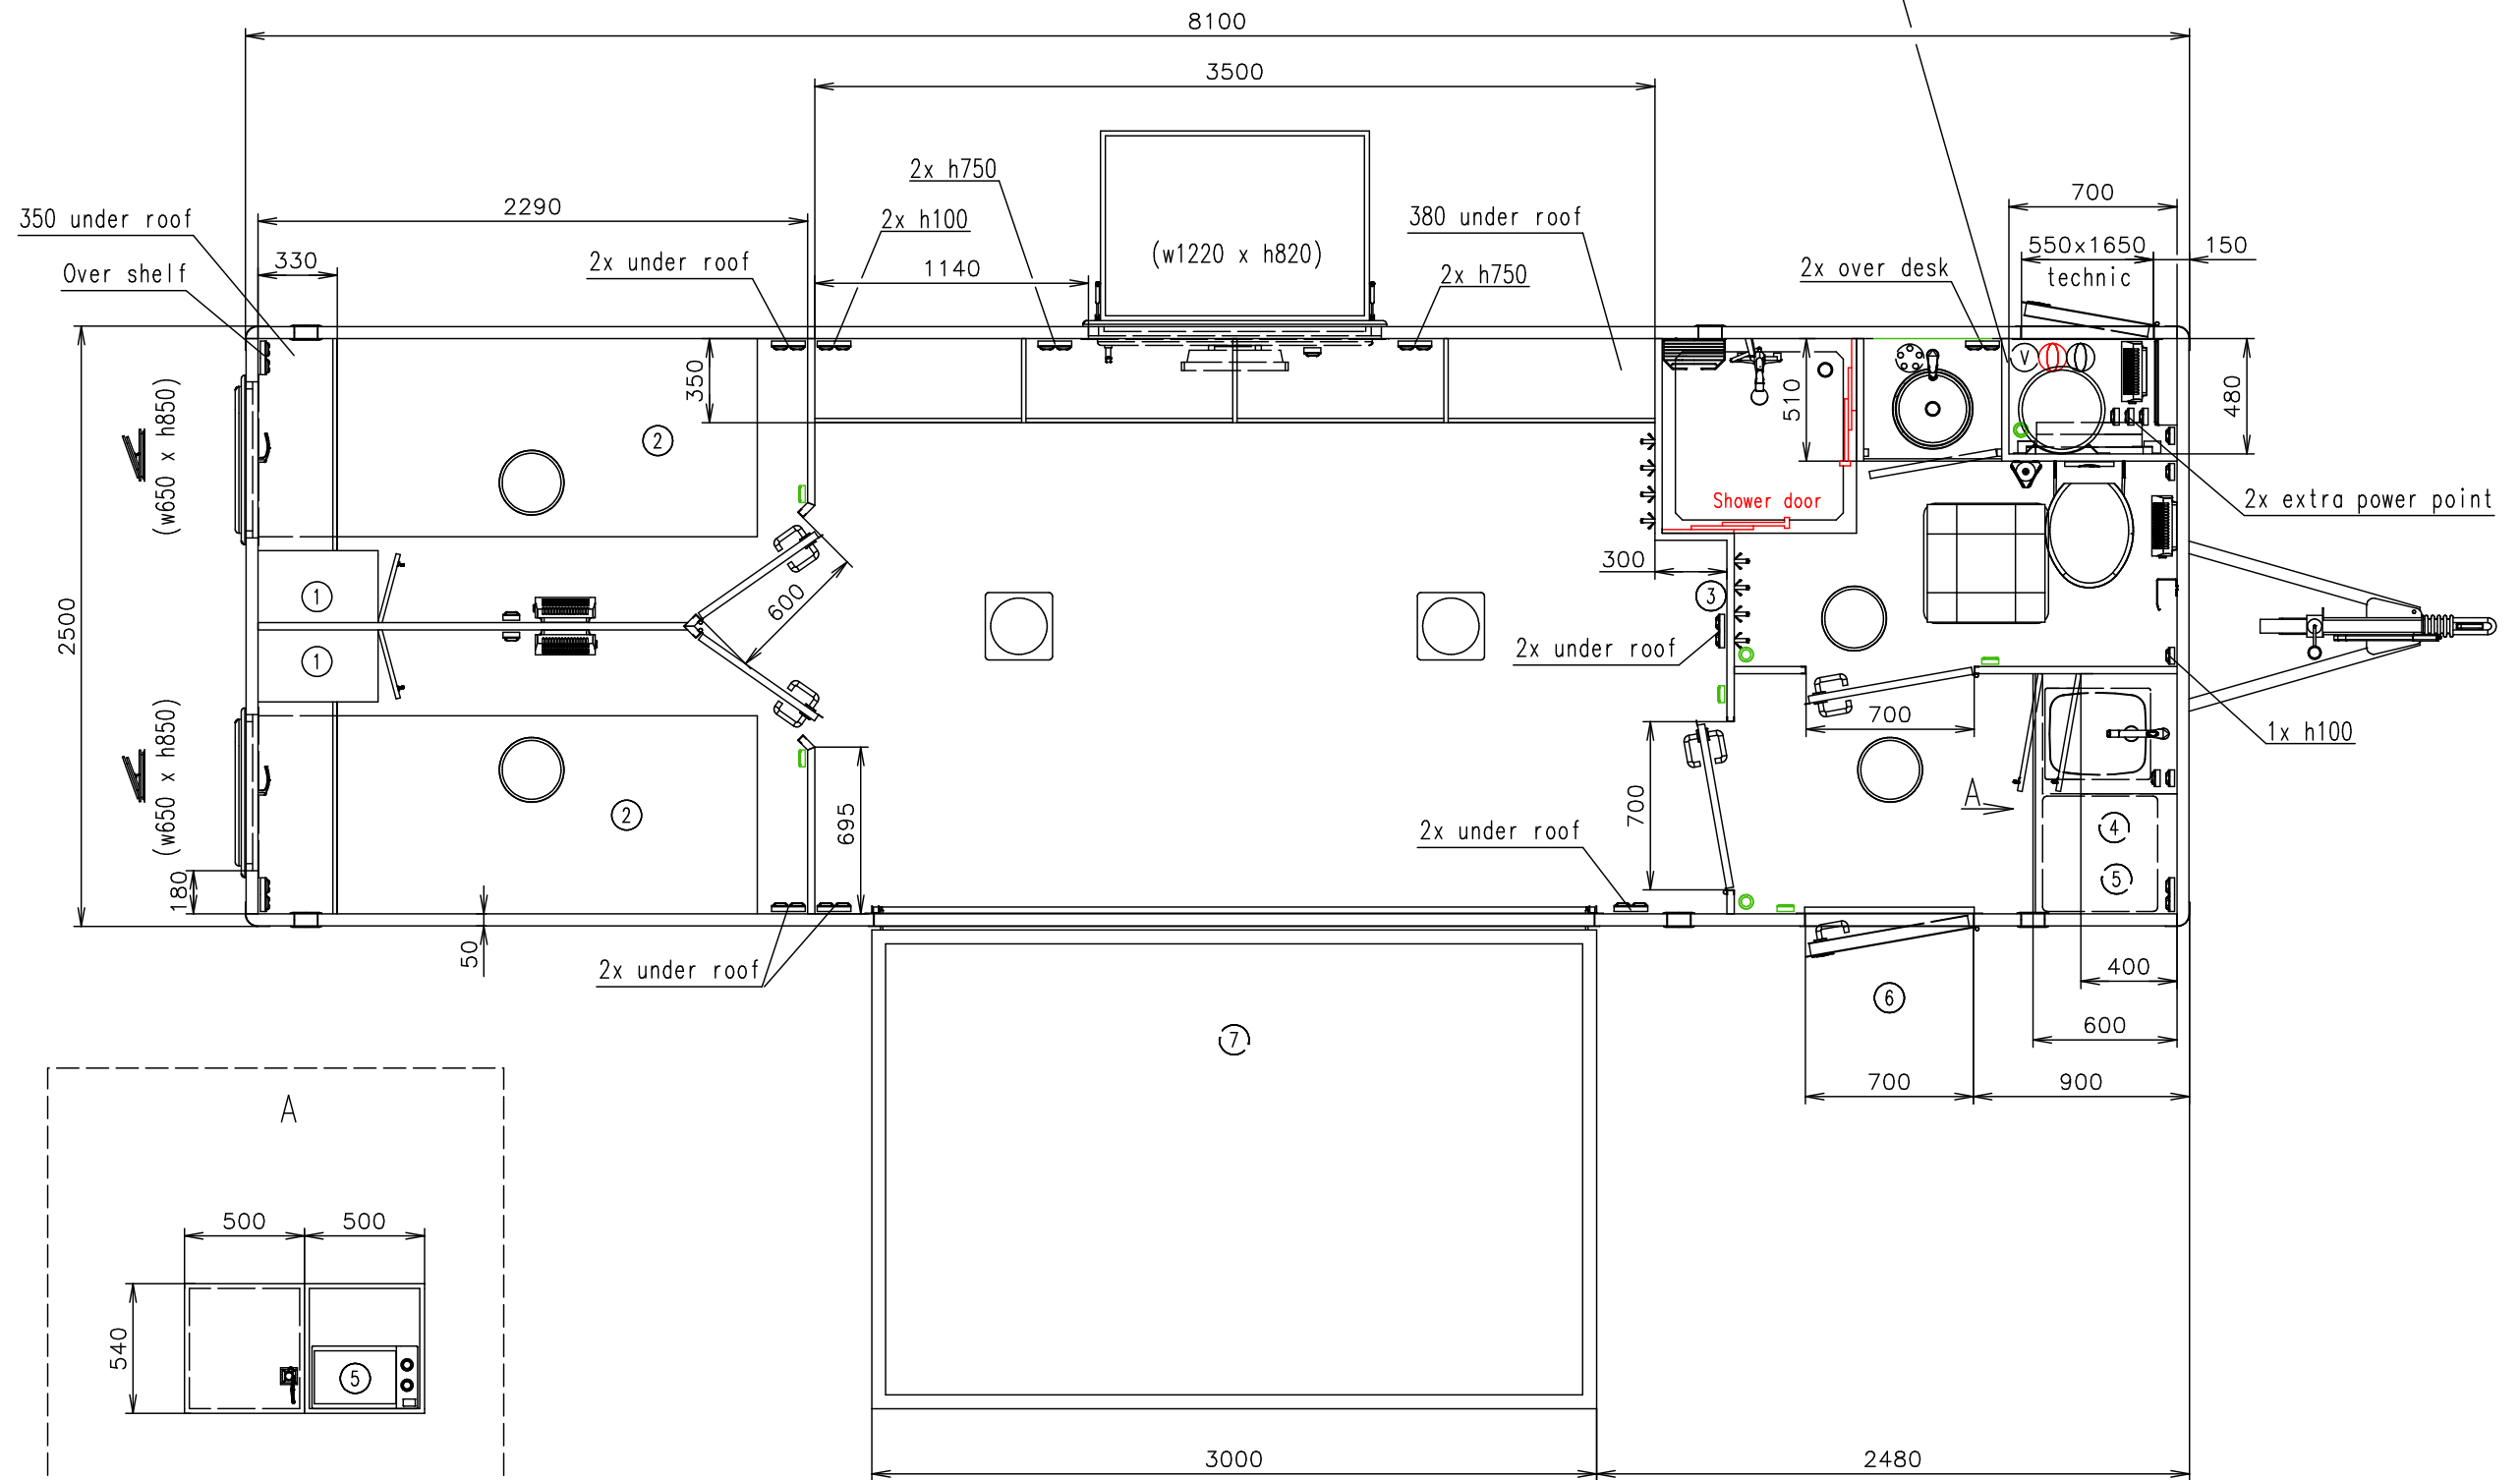 8100
3500
2x h750
700
350 under roof
2290
2x h100
380 under roof
Over shelf
330
2x under roof
1140
(w1220 x h820)
2x h750
2x over desk
550x1650
technic
150
350
510
V
480
(w650 x h850)
2
Shower door
2x extra power point
300
1
600
3
2500
1
2x under roof
(w650 x h850)
700
1x h100
2
695
700
A
4
2x under roof
5
180
50
2x under roof
400
6
600
7
700
900
A
500
500
540
5
3000
2480